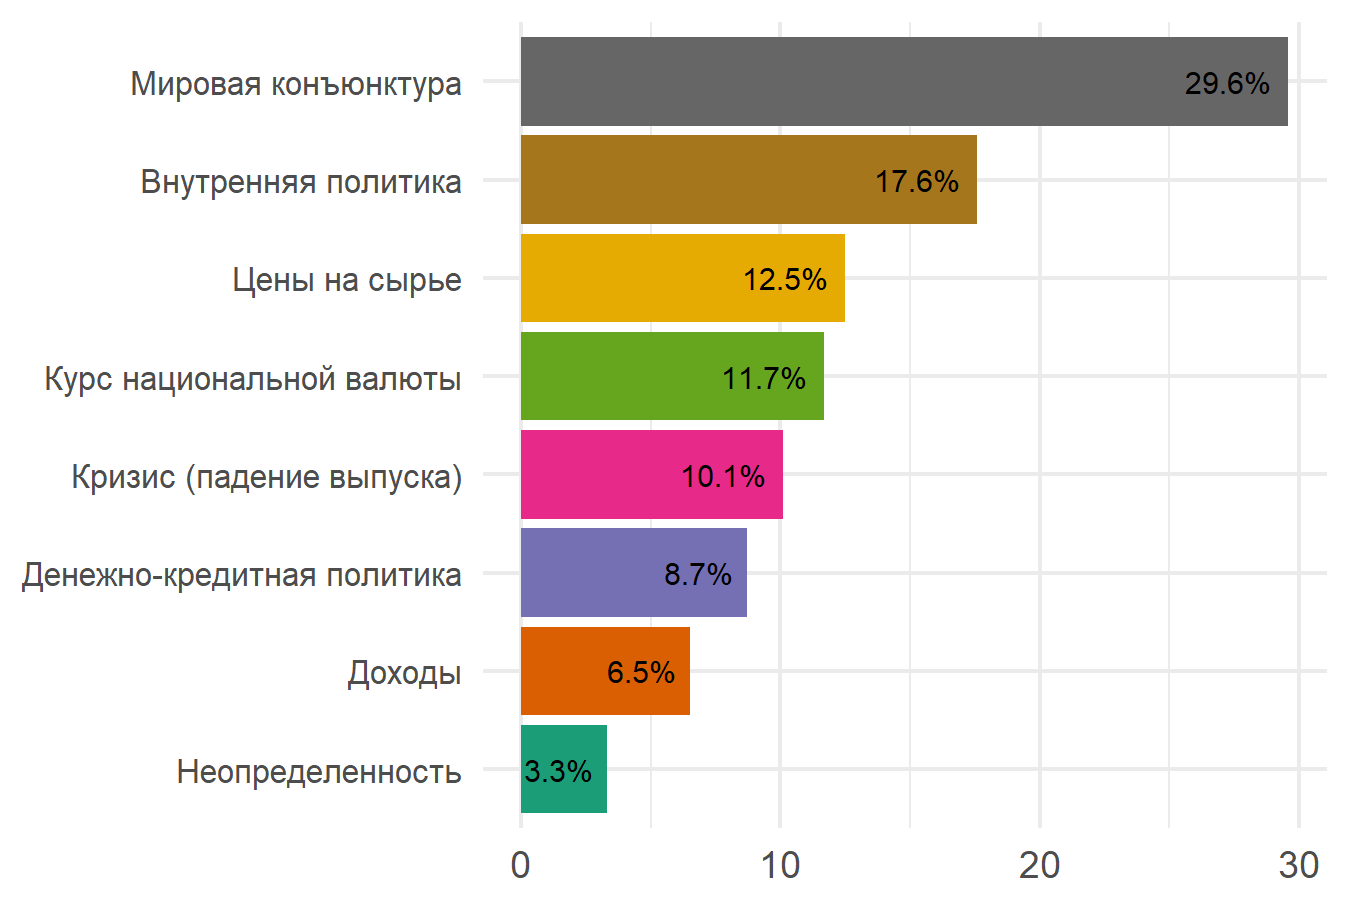 Мировая конъюнктура 29.6%
Внутренняя политика 17.6%
Цены на сырье 12.5%
Курс национальной валюты 11.7%
Кризис (падение выпуска) 10.1%
Денежно-кредитная политика 8.7%
Доходы 6.5%
Неопределенность 3.3%
0 10 20 30